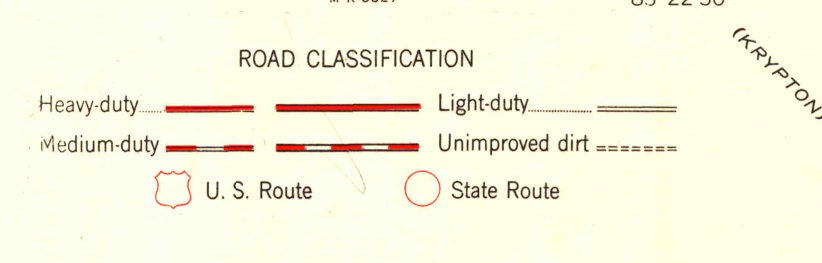 ROAD CLASSIFICATION
Heavy-duty Light-duty
Medium-duty Unimproved dirt
U. S. Route State Route
(KRYPTON)